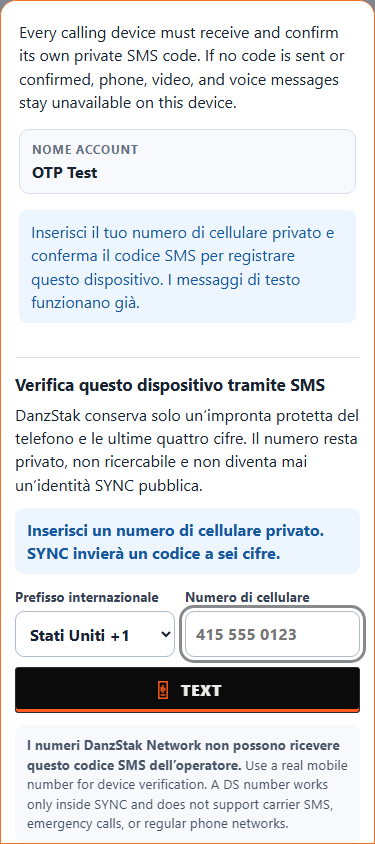 Every calling device must receive and confirm
its own private SMS code. If no code is sent or
confirmed, phone, video, and voice messages
stay unavailable on this device.
NOME ACCOUNT
OTP Test
Inserisci il tuo numero di cellulare privato e
conferma il codice SMS per registrare
questo dispositivo. I messaggi di testo
funzionano già.
Verifica questo dispositivo tramite SMS
DanzStak conserva solo un’impronta protetta del
telefono e le ultime quattro cifre. Il numero resta
privato, non ricercabile e non diventa mai
un’identità SYNC pubblica.
Inserisci un numero di cellulare privato.
SYNC invierà un codice a sei cifre.
Prefisso internazionale
Numero di cellulare
Stati Uniti +1
415 555 0123
TEXT
I numeri DanzStak Network non possono ricevere
questo codice SMS dell’operatore. Use a real mobile
number for device verification. A DS number works
only inside SYNC and does not support carrier SMS,
emergency calls, or regular phone networks.